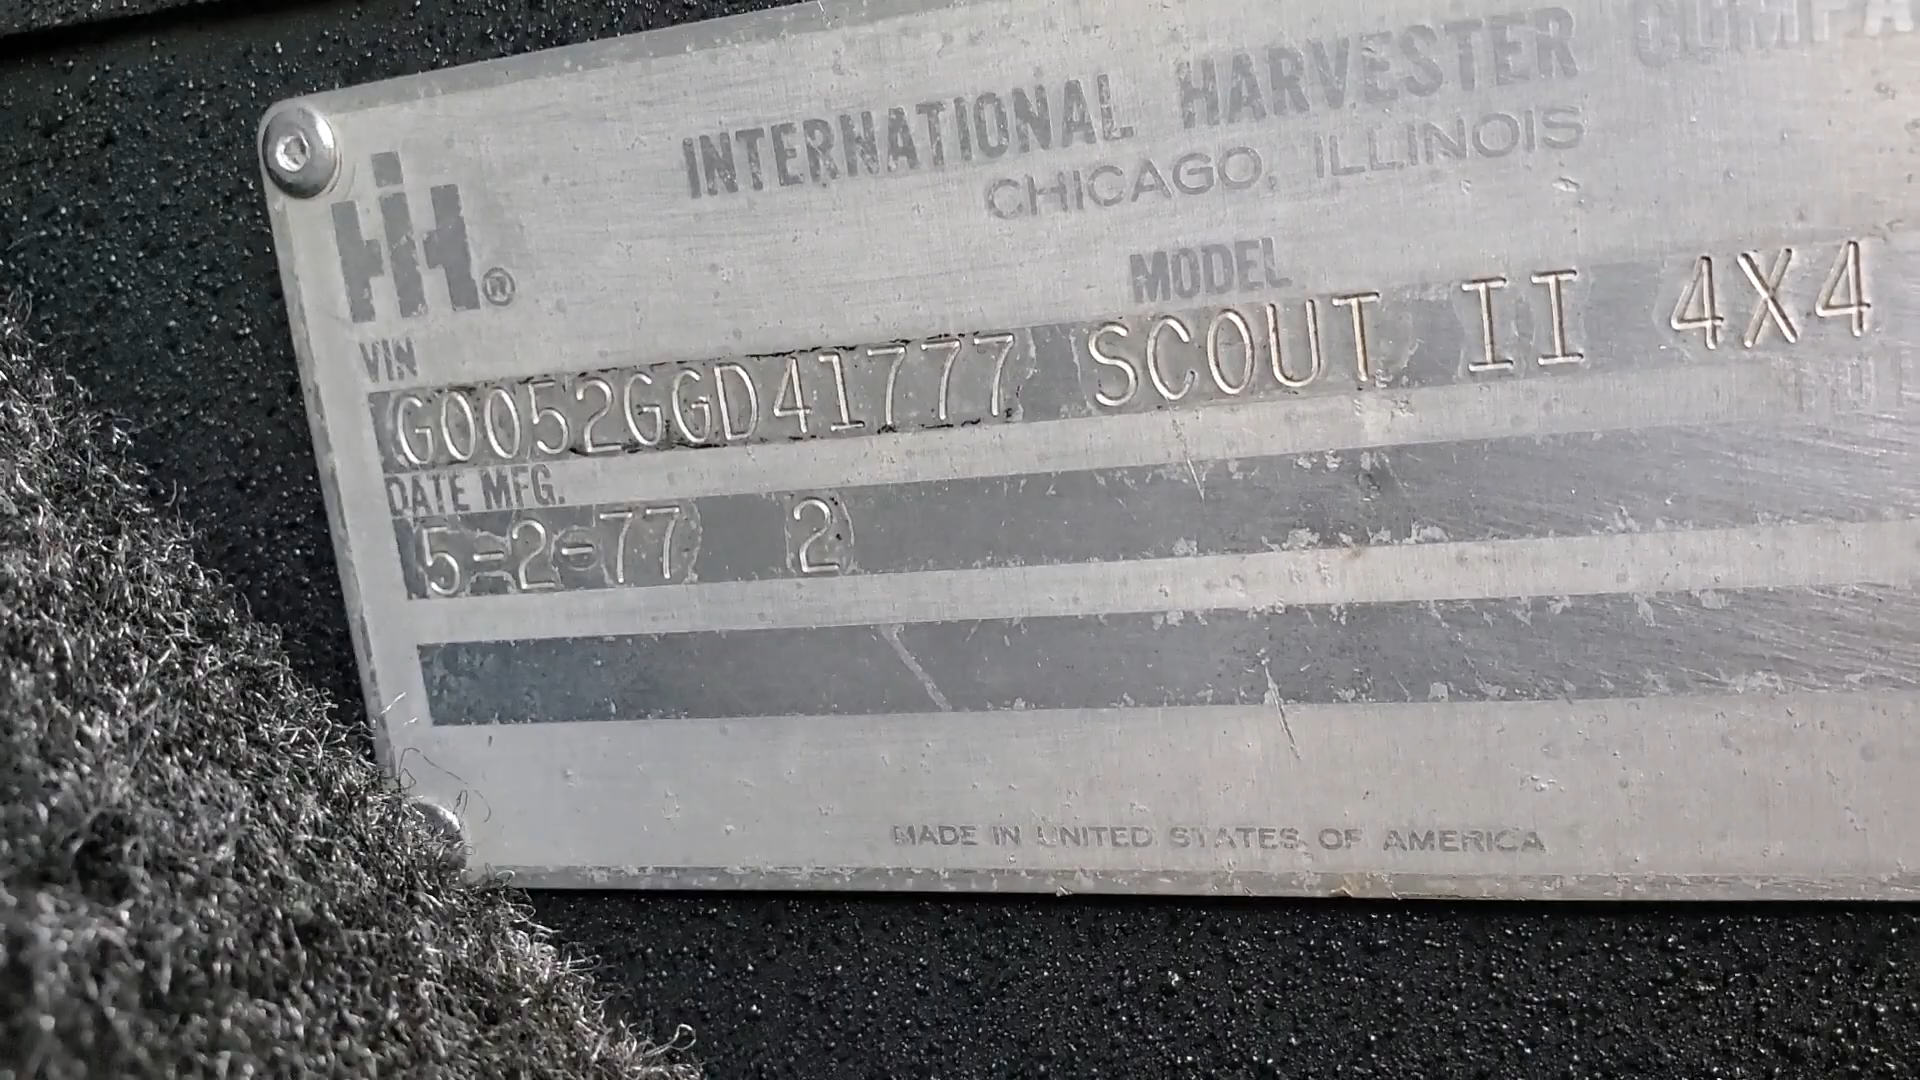 INTERNATIONAL HARVESTER COMPA
CHICAGO, ILLINOIS
IH®
MODEL
VIN
G0052GGD41777 SCOUT II 4X4
DATE MFG.
5-2-77 2
MADE IN UNITED STATES OF AMERICA